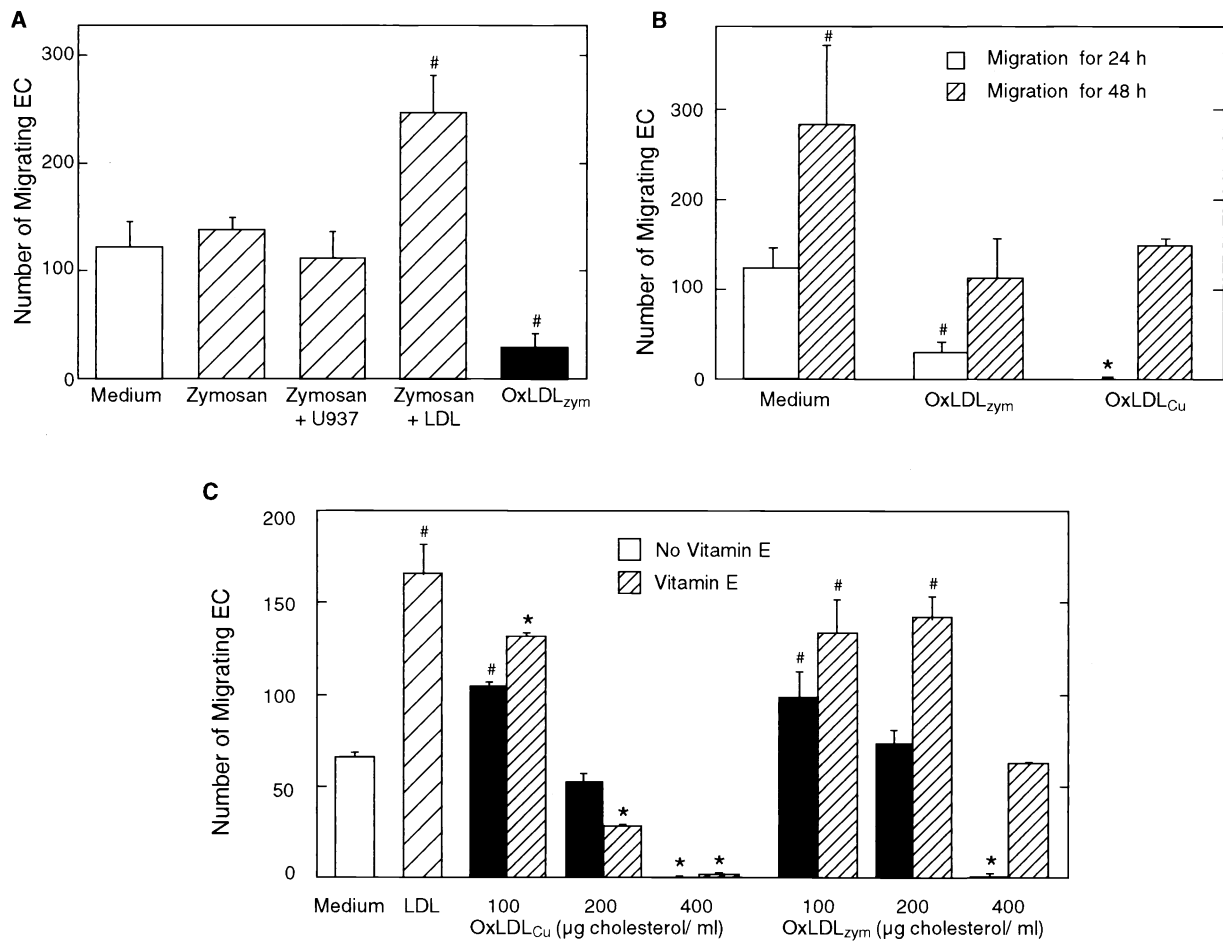 A
Number of Migrating EC
300
200
100
0
#
#
Medium Zymosan Zymosan Zymosan OxLDLzym
+ U937 + LDL
B
Number of Migrating EC
300
200
100
0
Migration for 24 h
Migration for 48 h
#
#
*
Medium OxLDLzym OxLDLCu
C
Number of Migrating EC
200
150
100
50
0
No Vitamin E
Vitamin E
#
#
*
*
*
*
#
#
#
*
Medium LDL 100 200 400 100 200 400
OxLDLCu (µg cholesterol/ ml) OxLDLzym (µg cholesterol/ ml)